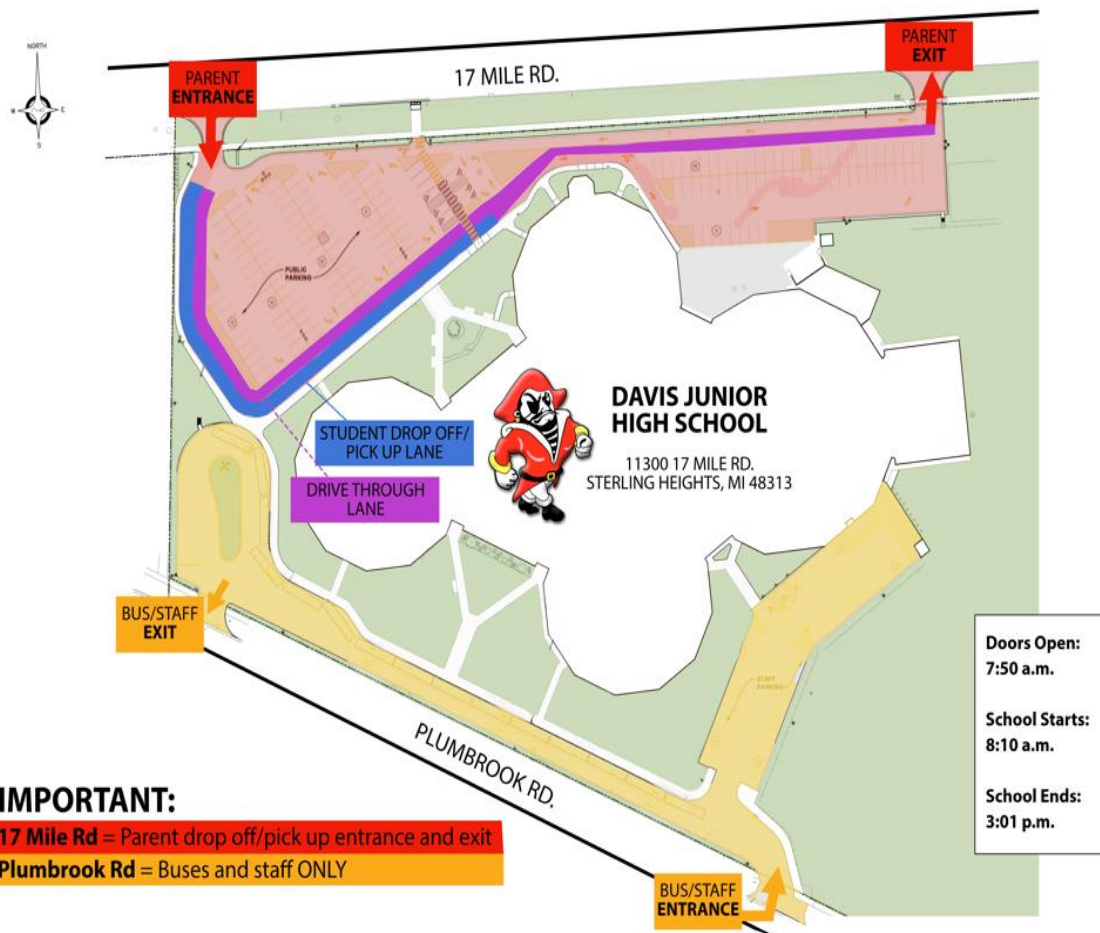 NORTH
W
E
S
PARENT
ENTRANCE
17 MILE RD.
PARENT
EXIT
PUBLIC
PARKING
STUDENT DROP OFF/
PICK UP LANE
DRIVE THROUGH
LANE
DAVIS JUNIOR
HIGH SCHOOL
11300 17 MILE RD.
STERLING HEIGHTS, MI 48313
BUS/STAFF
EXIT
STAFF
PARKING
PLUMBROOK RD.
BUS/STAFF
ENTRANCE
Doors Open:
7:50 a.m.
School Starts:
8:10 a.m.
School Ends:
3:01 p.m.
IMPORTANT:
17 Mile Rd = Parent drop off/pick up entrance and exit
Plumbrook Rd = Buses and staff ONLY